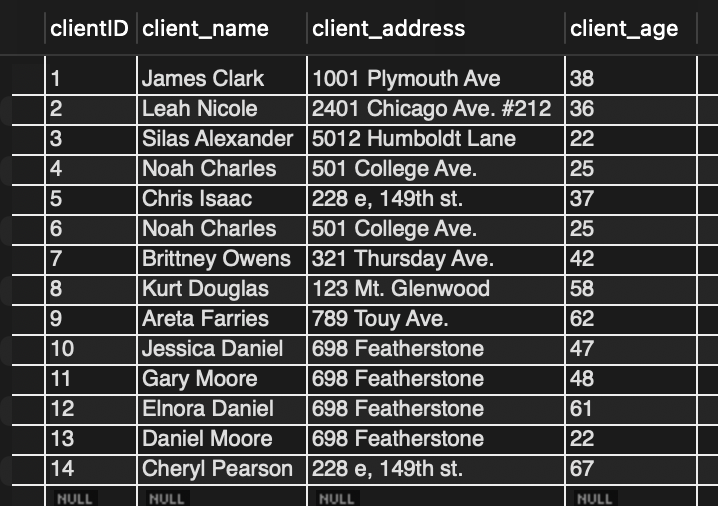 clientID client_name client_address client_age
1 James Clark 1001 Plymouth Ave 38
2 Leah Nicole 2401 Chicago Ave. #212 36
3 Silas Alexander 5012 Humboldt Lane 22
4 Noah Charles 501 College Ave. 25
5 Chris Isaac 228 e, 149th st. 37
6 Noah Charles 501 College Ave. 25
7 Brittney Owens 321 Thursday Ave. 42
8 Kurt Douglas 123 Mt. Glenwood 58
9 Areta Farries 789 Touy Ave. 62
10 Jessica Daniel 698 Featherstone 47
11 Gary Moore 698 Featherstone 48
12 Elnora Daniel 698 Featherstone 61
13 Daniel Moore 698 Featherstone 22
14 Cheryl Pearson 228 e, 149th st. 67
NULL NULL NULL NULL